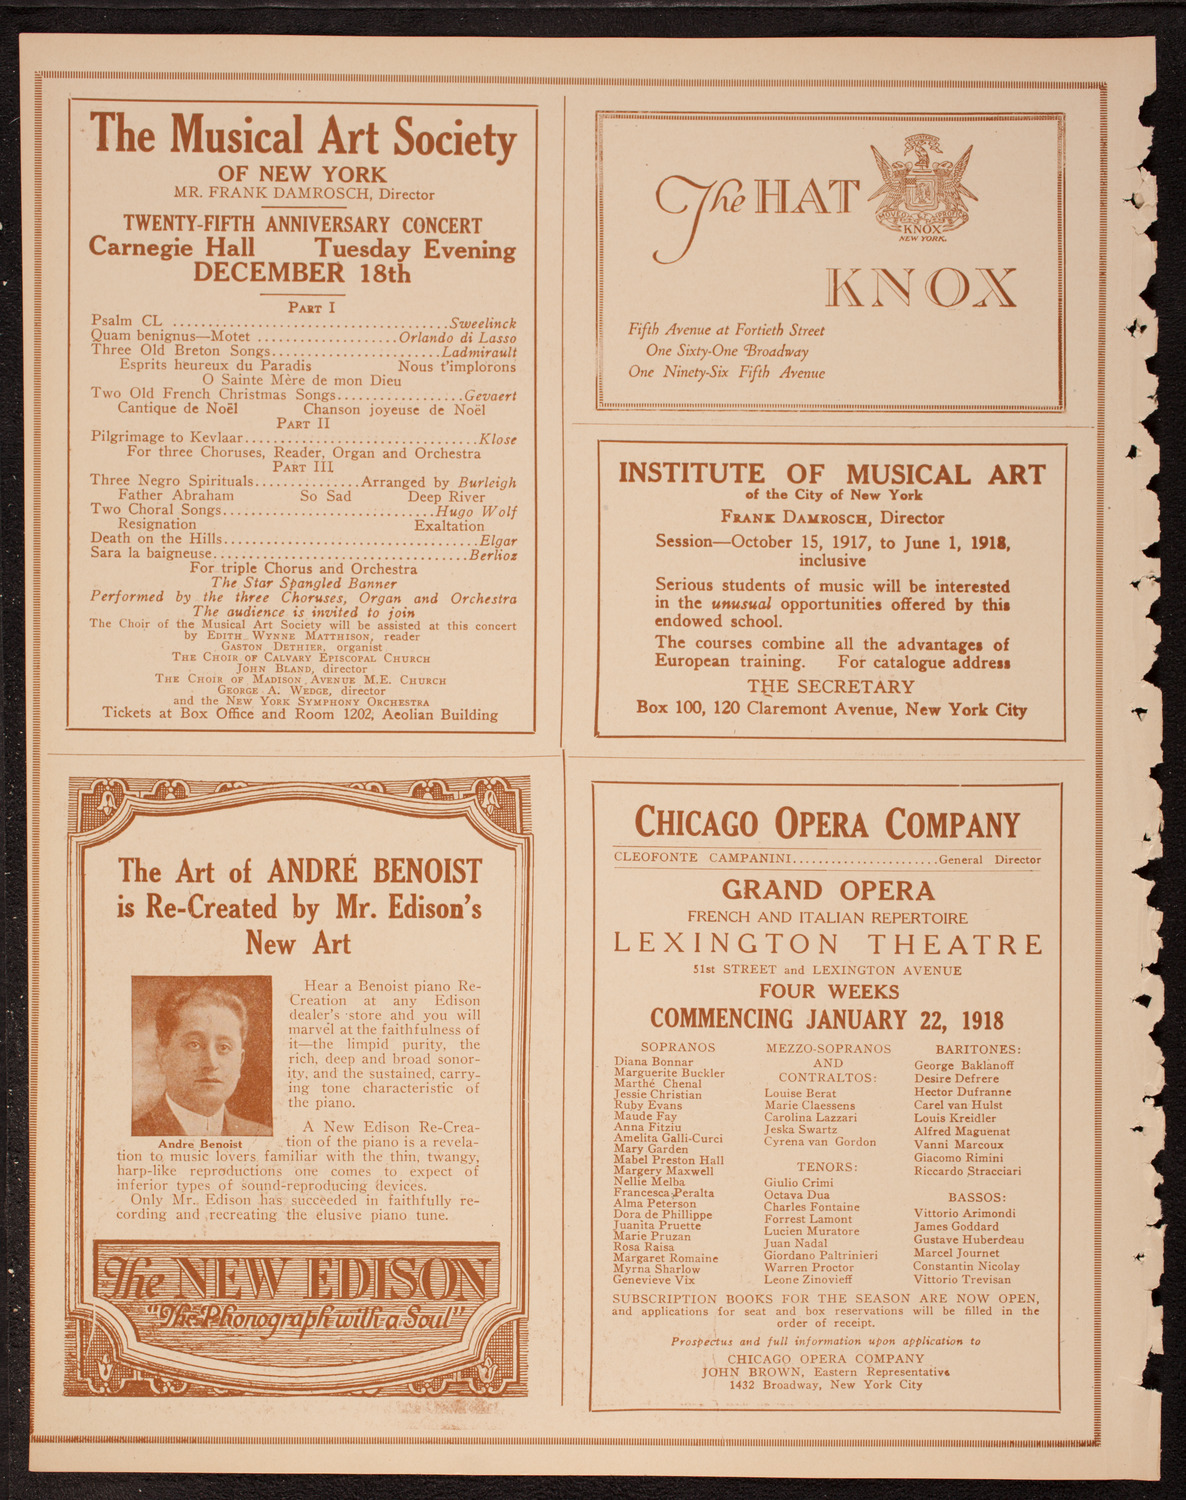 The Musical Art Society
OF NEW YORK
MR. FRANK DAMROSCH, Director
TWENTY-FIFTH ANNIVERSARY CONCERT
Carnegie Hall Tuesday Evening
DECEMBER 18th
PART I
Psalm CL ....................................Sweelinck
Quam benignus—Motet ...................Orlando di Lasso
Three Old Breton Songs.......................Ladmirault
Esprits heureux du Paradis Nous t'implorons
O Sainte Mère de mon Dieu
Two Old French Christmas Songs.................Gevaert
Cantique de Noël Chanson joyeuse de Noël
PART II
Pilgrimage to Kevlaar...............................Klose
For three Choruses, Reader, Organ and Orchestra
PART III
Three Negro Spirituals..............Arranged by Burleigh
Father Abraham So Sad Deep River
Two Choral Songs............................Hugo Wolf
Resignation Exaltation
Death on the Hills..................................Elgar
Sara la baigneuse..................................Berlioz
For triple Chorus and Orchestra
The Star Spangled Banner
Performed by the three Choruses, Organ and Orchestra
The audience is invited to join
The Choir of the Musical Art Society will be assisted at this concert
by EDITH WYNNE MATTHISON, reader
GASTON DETHIER, organist
THE CHOIR OF CALVARY EPISCOPAL CHURCH
JOHN BLAND, director
THE CHOIR OF MADISON AVENUE M.E. CHURCH
GEORGE A. WEDGE, director
and the NEW YORK SYMPHONY ORCHESTRA
Tickets at Box Office and Room 1202, Aeolian Building
The HAT
KNOX
NEW YORK.
KNOX
Fifth Avenue at Fortieth Street
One Sixty-One Broadway
One Ninety-Six Fifth Avenue
INSTITUTE OF MUSICAL ART
of the City of New York
FRANK DAMROSCH, Director
Session—October 15, 1917, to June 1, 1918,
inclusive
Serious students of music will be interested
in the unusual opportunities offered by this
endowed school.
The courses combine all the advantages of
European training. For catalogue address
THE SECRETARY
Box 100, 120 Claremont Avenue, New York City
The Art of ANDRÉ BENOIST
is Re-Created by Mr. Edison's
New Art
Hear a Benoist piano Re-
Creation at any Edison
dealer's store and you will
marvel at the faithfulness of
it—the limpid purity, the
rich, deep and broad sonor-
ity, and the sustained, carry-
ing tone characteristic of
the piano.
Andre Benoist
A New Edison Re-Crea-
tion of the piano is a revela-
tion to music lovers familiar with the thin, twangy,
harp-like reproductions one comes to expect of
inferior types of sound-reproducing devices.
Only Mr. Edison has succeeded in faithfully re-
cording and recreating the elusive piano tune.
The NEW EDISON
"The Phonograph with a Soul"
CHICAGO OPERA COMPANY
CLEOFONTE CAMPANINI.......................General Director
GRAND OPERA
FRENCH AND ITALIAN REPERTOIRE
LEXINGTON THEATRE
51st STREET and LEXINGTON AVENUE
FOUR WEEKS
COMMENCING JANUARY 22, 1918
SOPRANOS
Diana Bonnar
Marguerite Buckler
Marthé Chenal
Jessie Christian
Ruby Evans
Maude Fay
Anna Fitziu
Amelita Galli-Curci
Mary Garden
Mabel Preston Hall
Margery Maxwell
Nellie Melba
Francesca Peralta
Alma Peterson
Dora de Phillippe
Juanita Pruette
Marie Pruzan
Rosa Raisa
Margaret Romaine
Myrna Sharlow
Genevieve Vix
MEZZO-SOPRANOS
AND
CONTRALTOS:
Louise Berat
Marie Claessens
Carolina Lazzari
Jeska Swartz
Cyrena van Gordon
TENORS:
Giulio Crimi
Octava Dua
Charles Fontaine
Forrest Lamont
Lucien Muratore
Juan Nadal
Giordano Paltrinieri
Warren Proctor
Leone Zinovieff
BARITONES:
George Baklanoff
Desire Defrere
Hector Dufranne
Carel van Hulst
Louis Kreidler
Alfred Maguenat
Vanni Marcoux
Giacomo Rimini
Riccardo Stracciari
BASSOS:
Vittorio Arimondi
James Goddard
Gustave Huberdeau
Marcel Journet
Constantin Nicolay
Vittorio Trevisan
SUBSCRIPTION BOOKS FOR THE SEASON ARE NOW OPEN,
and applications for seat and box reservations will be filled in the
order of receipt.
Prospectus and full information upon application to
CHICAGO OPERA COMPANY
JOHN BROWN, Eastern Representative
1432 Broadway, New York City